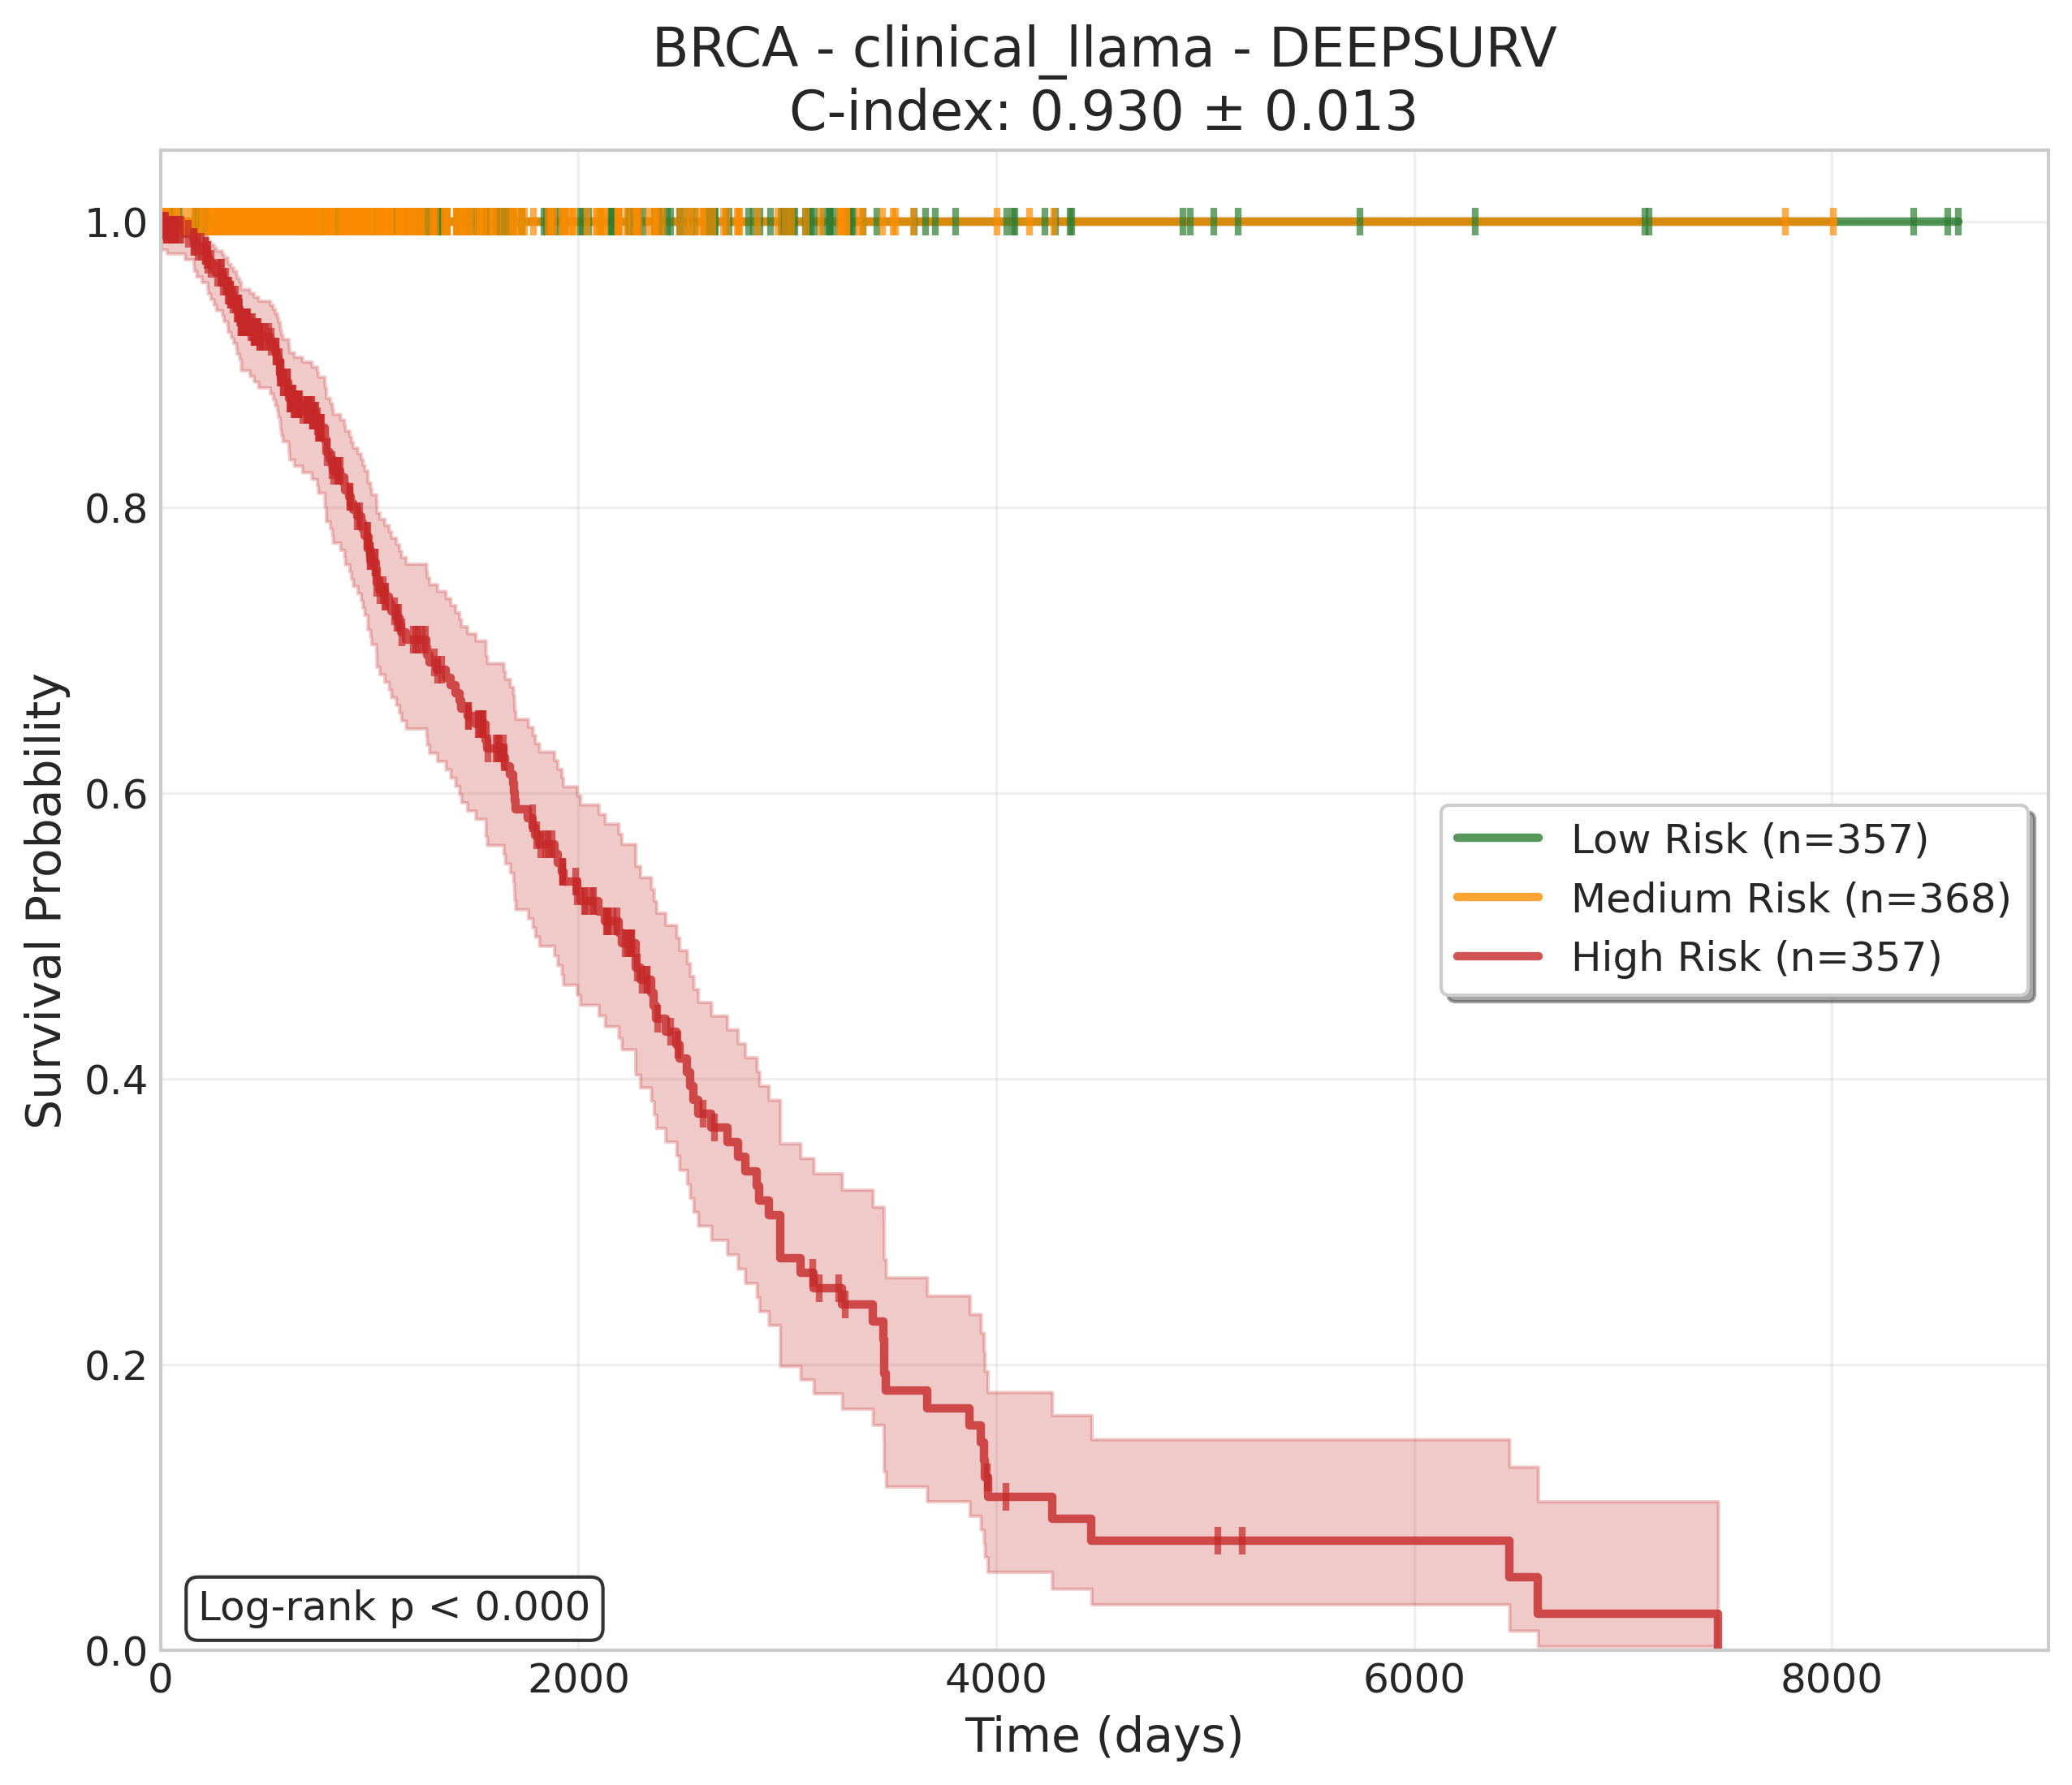 BRCA - clinical_llama - DEEPSURV
C-index: 0.930 ± 0.013
Survival Probability
1.0
0.8
0.6
0.4
0.2
0.0
Low Risk (n=357)
Medium Risk (n=368)
High Risk (n=357)
Log-rank p < 0.000
0 2000 4000 6000 8000
Time (days)